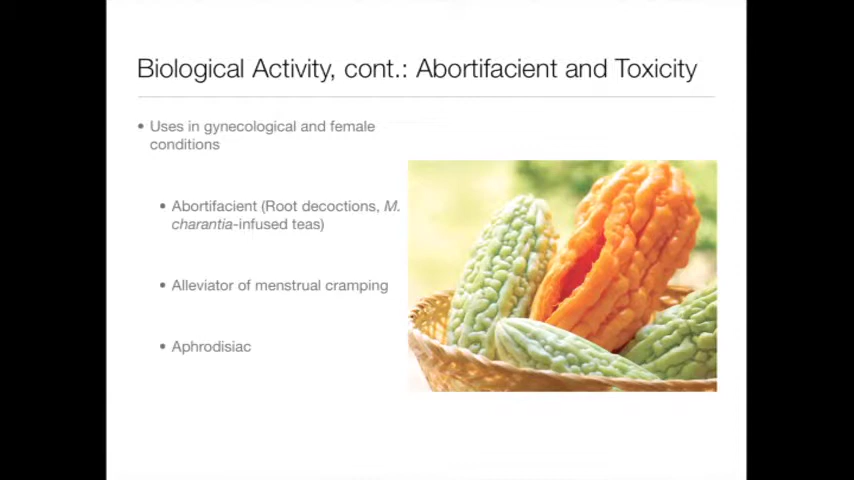 Biological Activity, cont.: Abortifacient and Toxicity
• Uses in gynecological and female
conditions
• Abortifacient (Root decoctions, M.
charantia-infused teas)
• Alleviator of menstrual cramping
• Aphrodisiac